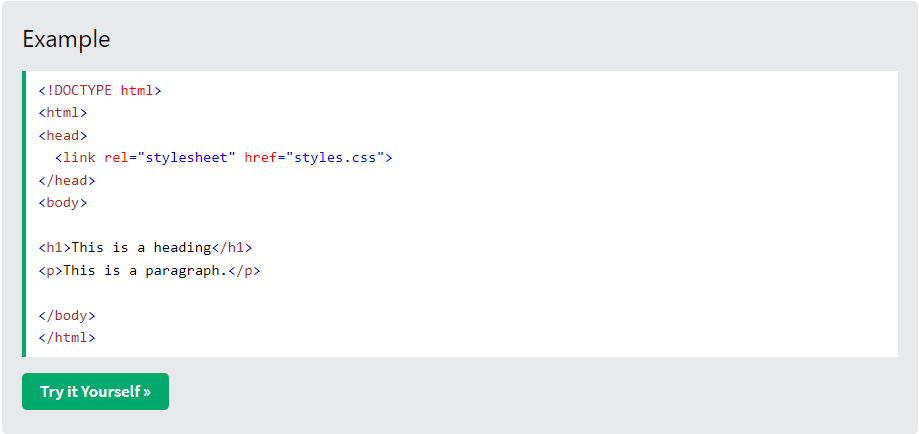 Example
<!DOCTYPE html>
<html>
<head>
  <link rel="stylesheet" href="styles.css">
</head>
<body>

<h1>This is a heading</h1>
<p>This is a paragraph.</p>

</body>
</html>
Try it Yourself »